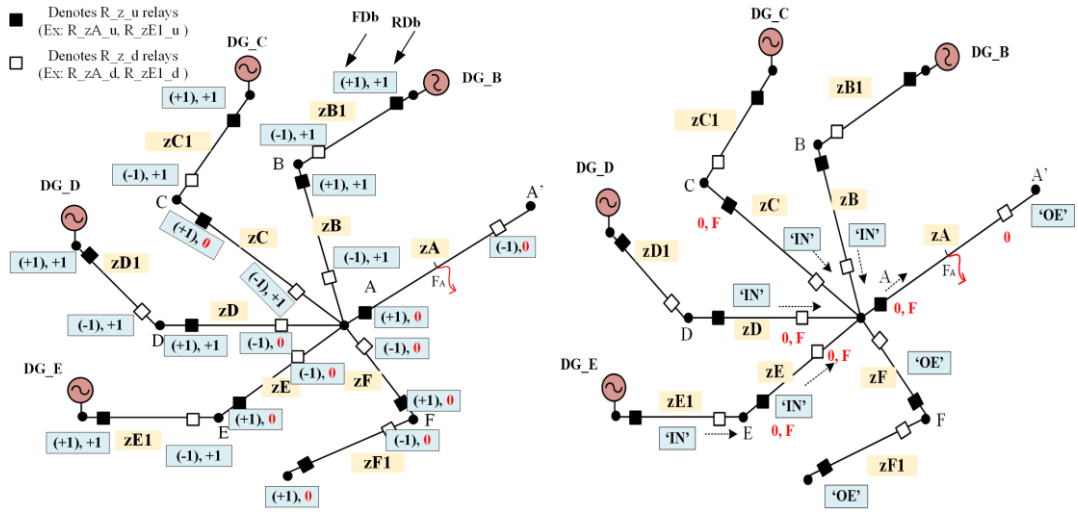 Denotes R_z_u relays
(Ex: R_zA_u, R_zE1_u )
Denotes R_z_d relays
(Ex: R_zA_d, R_zE1_d )
FDb
RDb
DG_C
DG_B
(+1), +1
(+1), +1
zB1
zC1
(-1), +1
B
(-1), +1
(+1), +1
C
DG_D
A'
(+1), 0
zC
zB
zA
(-1),0
(+1), +1
zD1
(-1), +1
(-1), +1
FA
A
zD
(+1), 0
(-1), +1
D
(+1), +1
(-1), 0
(-1), 0
DG_E
zE
(-1), 0
zF
(+1), 0
(+1), +1
zE1
E
(+1), 0
F
(-1), +1
(-1), 0
zF1
(+1), 0
DG_C
DG_B
zB1
zC1
B
DG_D
C
A'
zC
zB
'OE'
0, F
zA
0
zD1
'IN'
'IN'
FA
A
'IN'
0, F
D
zD
0, F
0, F
DG_E
zE
zF
'OE'
zE1
'IN'
'IN'
E
0, F
F
zF1
'OE'